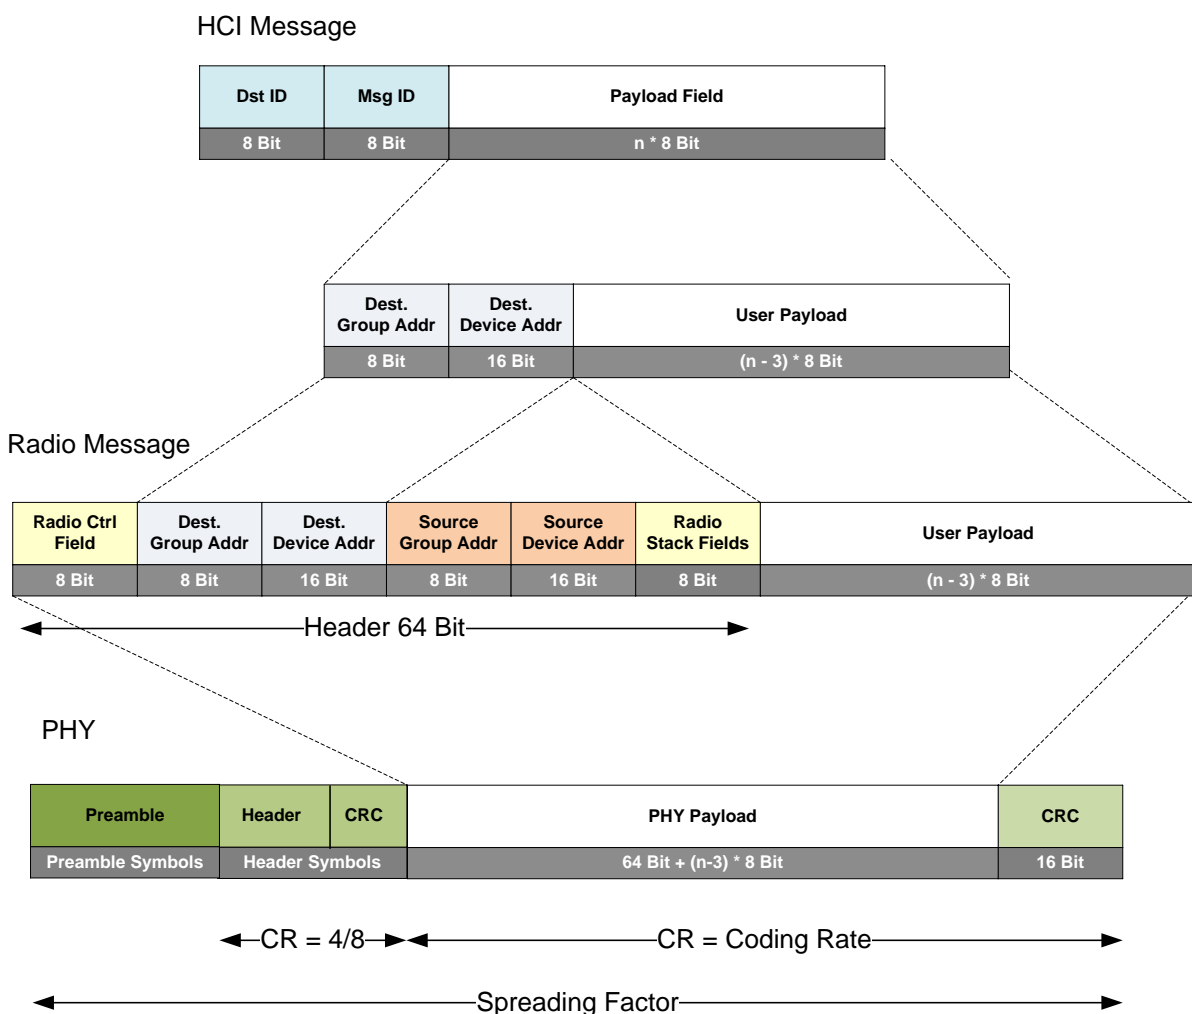 HCI Message
Dst ID Msg ID Payload Field
8 Bit 8 Bit n * 8 Bit
Dest. Dest. User Payload
Group Addr Device Addr
8 Bit 16 Bit (n - 3) * 8 Bit
Radio Message
Radio Ctrl Dest. Dest. Source Source Radio User Payload
Field Group Addr Device Addr Group Addr Device Addr Stack Fields
8 Bit 8 Bit 16 Bit 8 Bit 16 Bit 8 Bit (n - 3) * 8 Bit
Header 64 Bit
PHY
Preamble Header CRC PHY Payload CRC
Preamble Symbols Header Symbols 64 Bit + (n-3) * 8 Bit 16 Bit
CR = 4/8 CR = Coding Rate
Spreading Factor